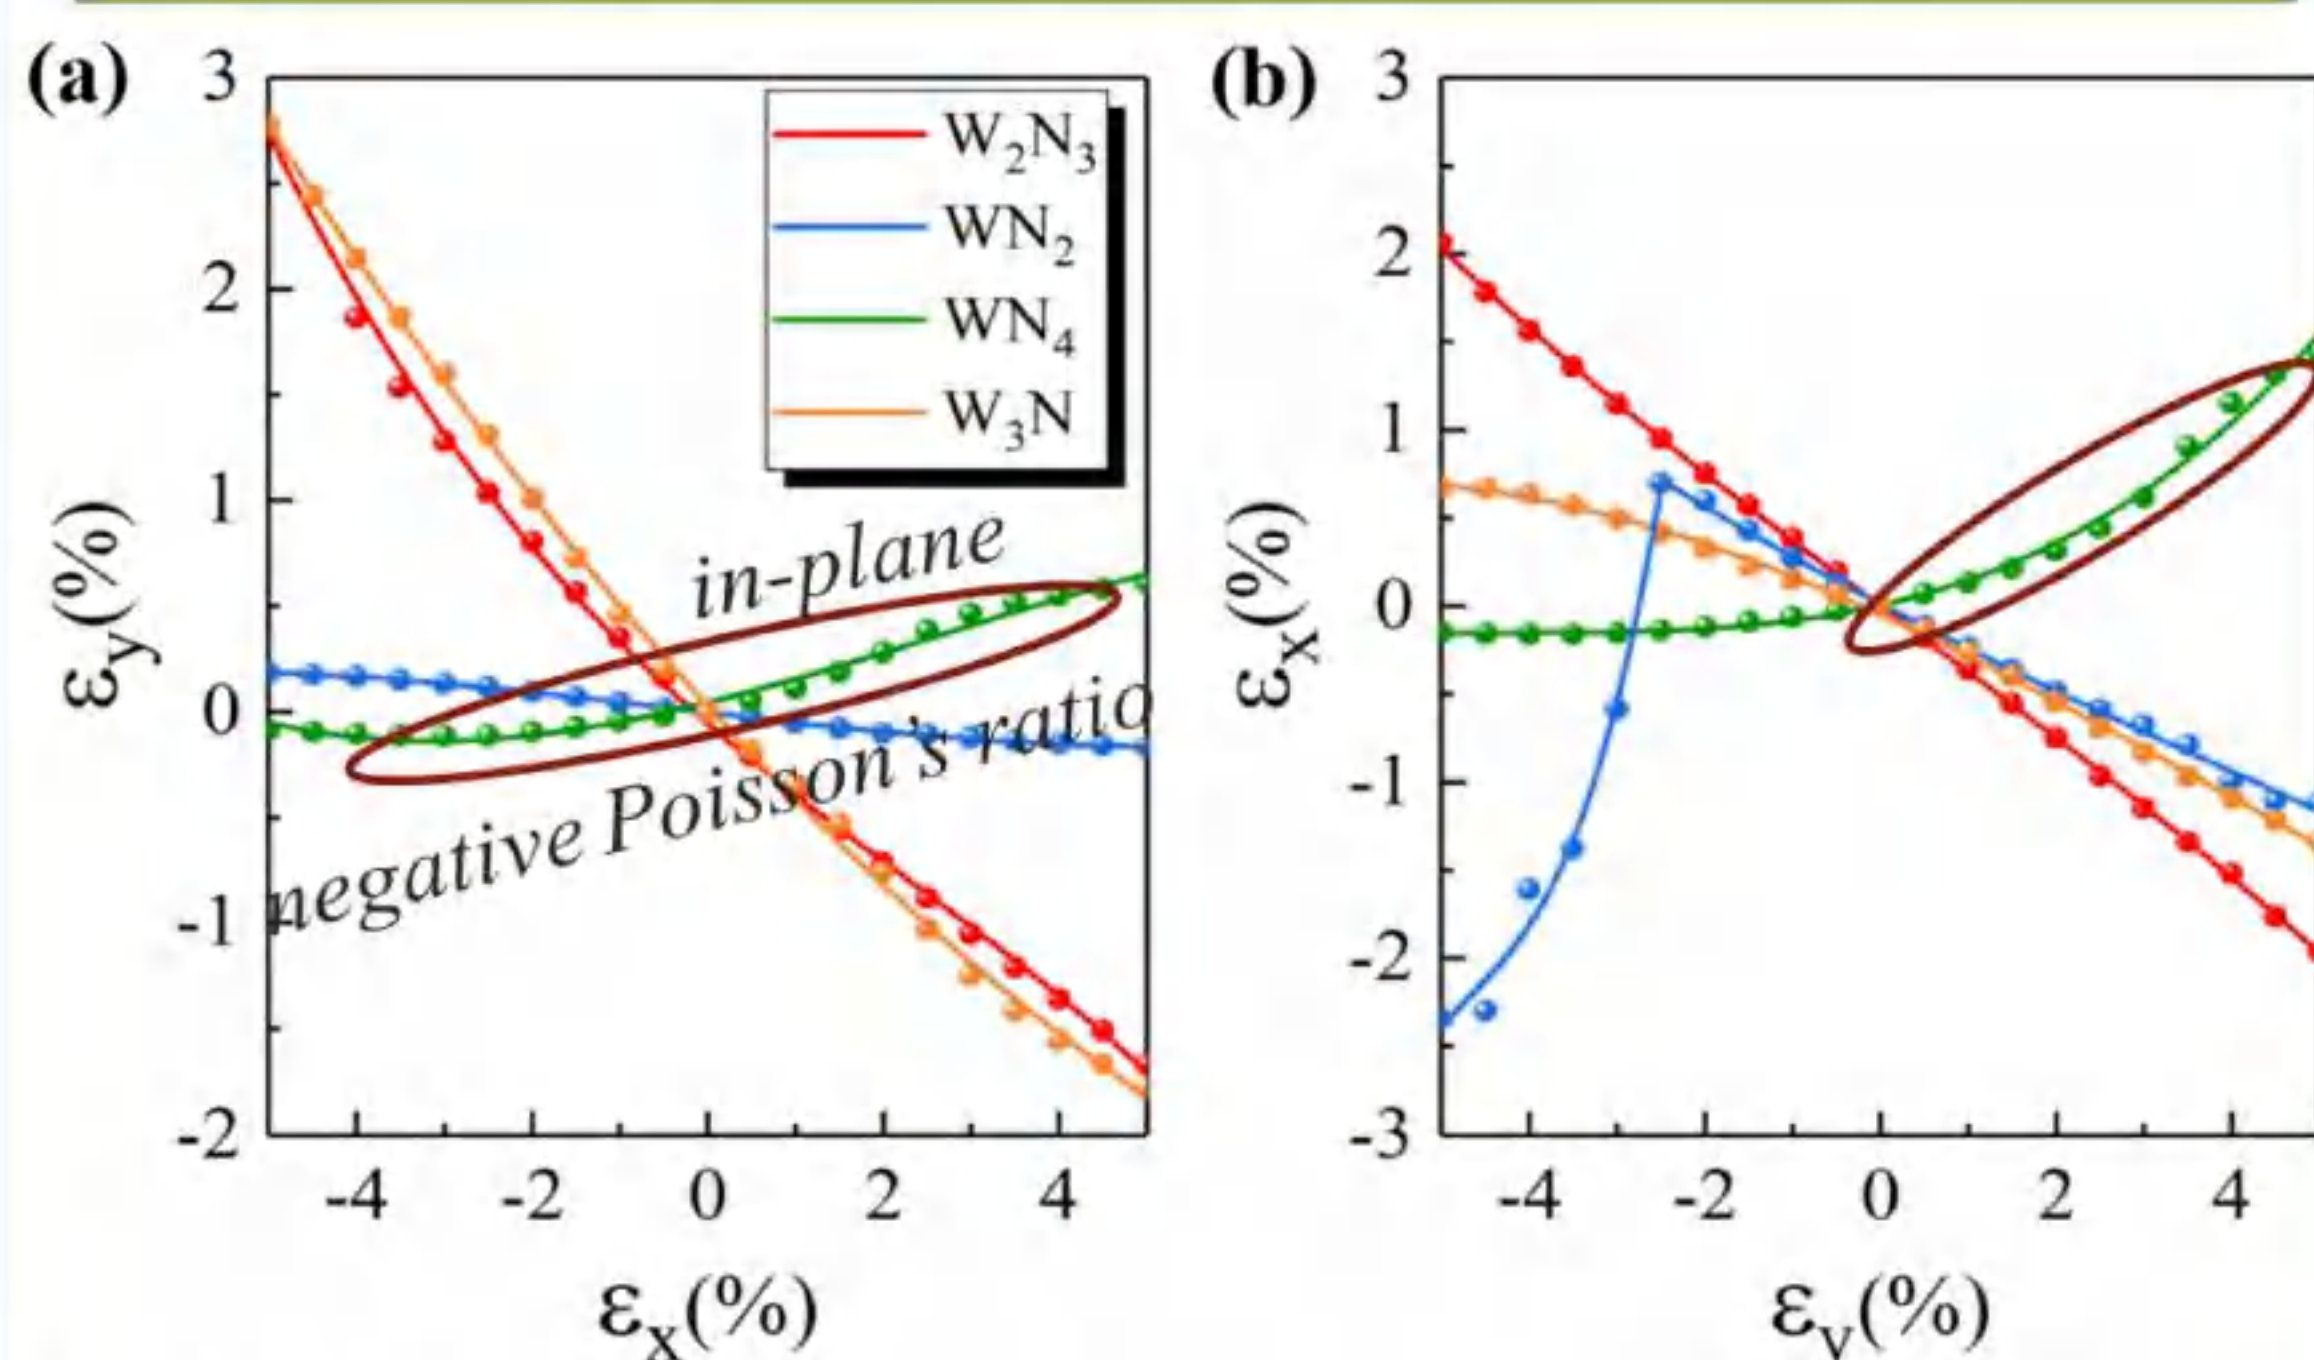 (a)
3
2
1
0
-1
-2
εy(%)
-4 -2 0 2 4
εx(%)
W2N3
WN2
WN4
W3N
in-plane
negative Poisson's ratio
(b)
3
2
1
0
-1
-2
-3
εx(%)
-4 -2 0 2 4
εy(%)